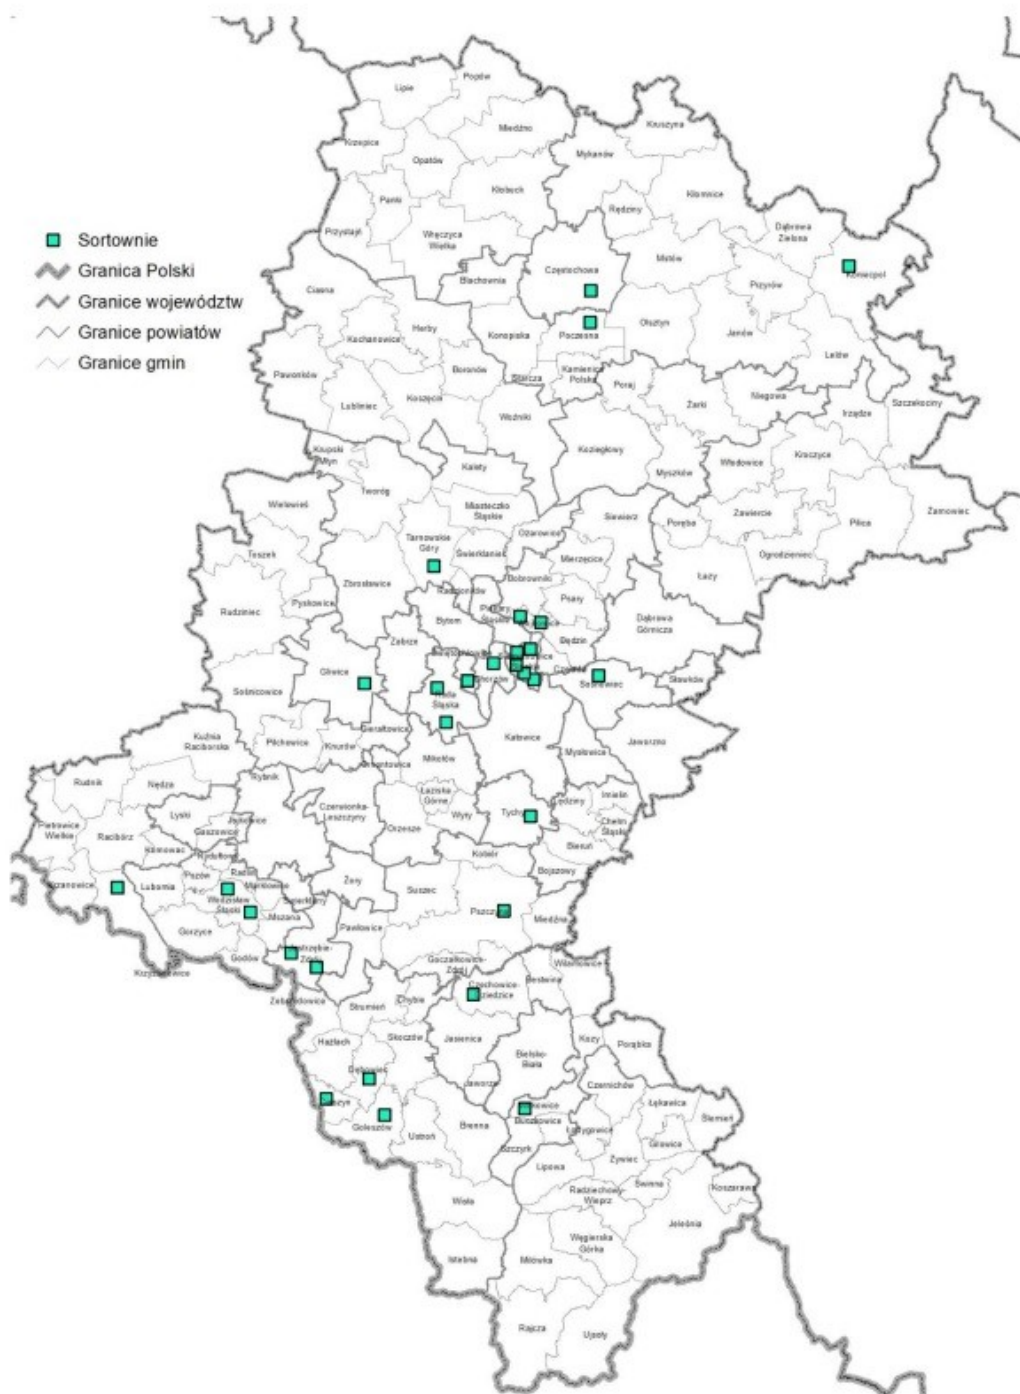 Lipie
Popów
Miedźno
Kruszyna
Krzepice
Mykanów
Opatów
Kłobuck
Kłomnice
Panki
Rędziny
Przystajń
Wręczyca
Wielka
Dąbrowa
Zielona
Sortownie
Granica Polski
Granice województw
Granice powiatów
Granice gmin
Mstów
Koniecpol
Częstochowa
Blachownia
Przyrów
Ciasna
Olsztyn
Janów
Herby
Konopiska
Poczesna
Kochanowice
Lelów
Boronów
Kamienica
Polska
Pawonków
Starcza
Poraj
Niegowa
Szczekociny
Koszęcin
Żarki
Irządze
Lubliniec
Woźniki
Koziegłowy
Kroczyce
Krupski
Młyn
Włodowice
Kalety
Myszków
Tworóg
Wielowieś
Miasteczko
Śląskie
Siewierz
Poręba
Zawiercie
Pilica
Żarnowiec
Ożarowice
Tarnowskie
Góry
Świerklaniec
Mierzęcice
Ogrodzieniec
Toszek
Zbrosławice
Bobrowniki
Łazy
Radzionków
Psary
Pyskowice
Rudziniec
Bytom
Dąbrowa
Górnicza
Będzin
Zabrze
Gliwice
Sławków
Sosnowiec
Sośnicowice
Śląska
Gierałtowice
Kuźnia
Raciborska
Pilchowice
Knurów
Katowice
Mysłowice
Jaworzno
Mikołów
Rudnik
Nędza
Rybnik
Łaziska
Górne
Wyry
Imielin
Czerwionka-
Leszczyny
Orzesze
Tychy
Chełm
Śląski
Lyski
Pietrowice
Wielkie
Racibórz
Gaszowice
Bieruń
Kornowac
Kobiór
Bojszowy
Lubomia
Żory
Suszec
Pszczyna
Miedźna
Wodzisław
Śląski
Mszana
Gorzyce
Pawłowice
Godów
Goczałkowice-
Zdrój
Wilamowice
Bestwina
Zebrzydowice
Strumień
Chybie
Czechowice-
Dziedzice
Hażlach
Skoczów
Jasienica
Bielsko-
Biała
Kozy
Porąbka
Dębowiec
Jaworze
Czernichów
Łękawica
Ślemień
Goleszów
Ustroń
Brenna
Buczkowice
Łodygowice
Gilowice
Szczyrk
Lipowa
Żywiec
Radziechowy-
Wieprz
Świnna
Koszarawa
Wisła
Jeleśnia
Węgierska
Górka
Istebna
Milówka
Rajcza
Ujsoły